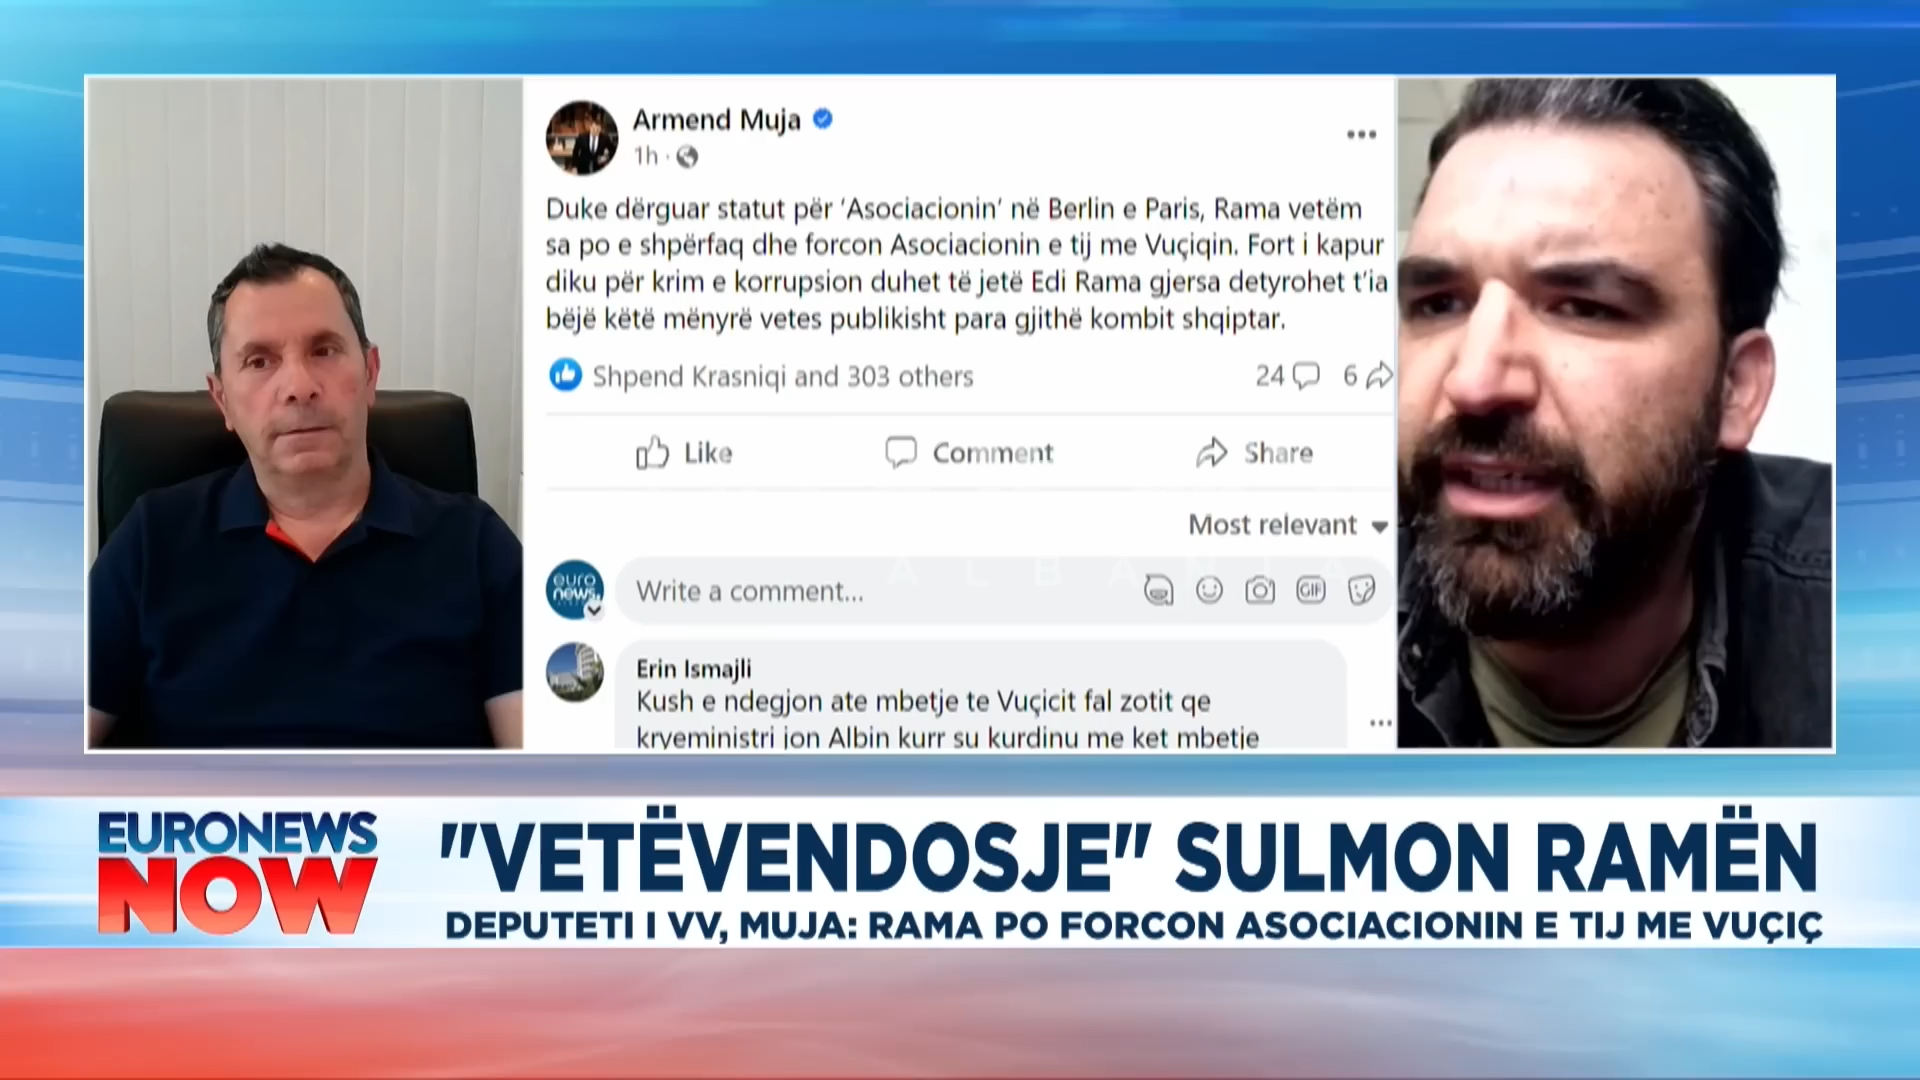 Armend Muja
1h
Duke dërguar statut për ‘Asociacionin’ në Berlin e Paris, Rama vetëm
sa po e shpërfaq dhe forcon Asociacionin e tij me Vuçiqin. Fort i kapur
diku për krim e korrupsion duhet të jetë Edi Rama gjersa detyrohet t’ia
bëjë këtë mënyrë vetes publikisht para gjithë kombit shqiptar.
Shpend Krasniqi and 303 others
24
6
Like
Comment
Share
Most relevant
ALBANIA
euro
news.
Write a comment...
GIF
Erin Ismajli
Kush e ndegjon ate mbetje te Vuçicit fal zotit qe
kryeministri jon Albin kurr su kurdinu me ket mbetje
EURONEWS
NOW
"VETËVENDOSJE" SULMON RAMËN
DEPUTETI I VV, MUJA: RAMA PO FORCON ASOCIACIONIN E TIJ ME VUÇIÇ